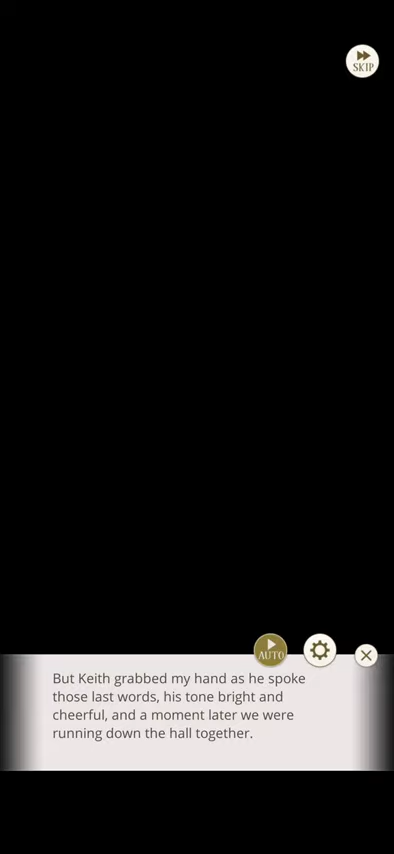 SKIP
AUTO
But Keith grabbed my hand as he spoke
those last words, his tone bright and
cheerful, and a moment later we were
running down the hall together.